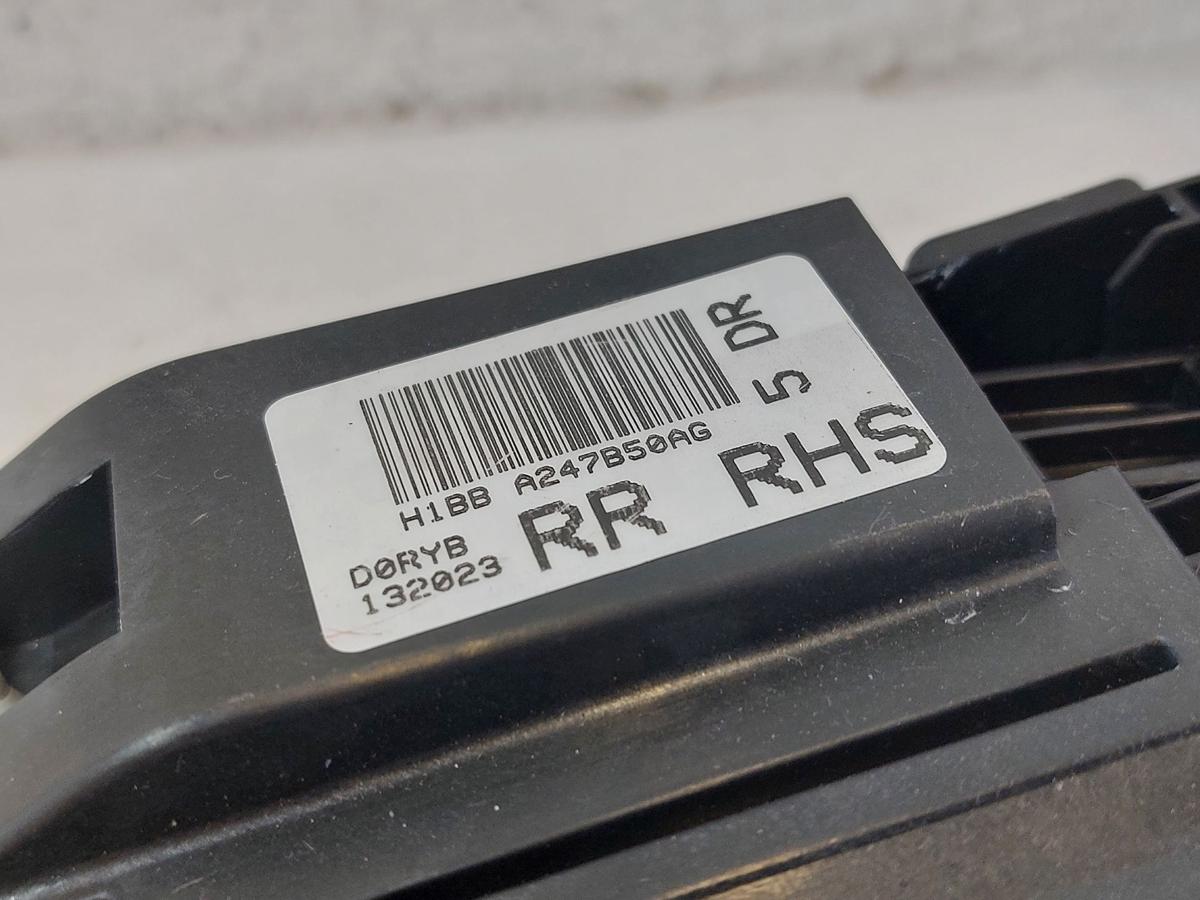 H1BB A247B50AG
5 DR
D0RYB
132023
RR RHS